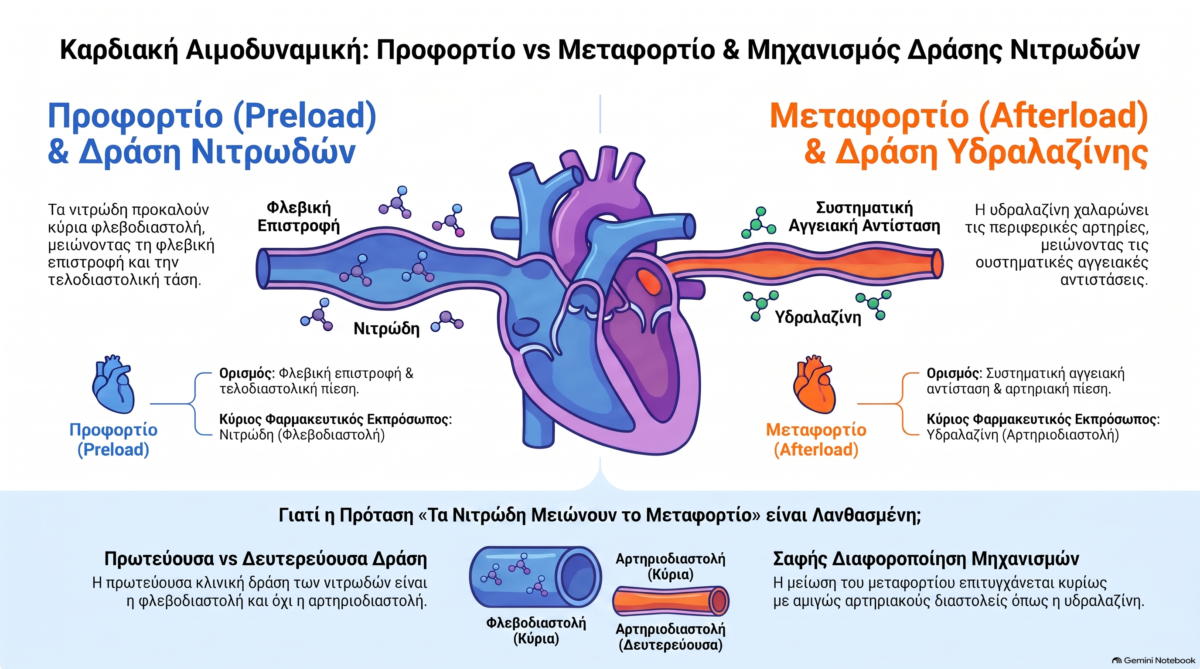 Καρδιακή Αιμοδυναμική: Προφορτίο vs Μεταφορτίο & Μηχανισμός Δράσης Νιτρωδών
Προφορτίο (Preload)
& Δράση Νιτρωδών
Τα νιτρώδη προκαλούν
κύρια φλεβοδιαστολή,
μειώνοντας τη φλεβική
επιστροφή και την
τελοδιαστολική τάση.
Φλεβική
Επιστροφή
Νιτρώδη
Μεταφορτίο (Afterload)
& Δράση Υδραλαζίνης
Συστηματική
Αγγειακή Αντίσταση
Υδραλαζίνη
Η υδραλαζίνη χαλαρώνει
τις περιφερικές αρτηρίες,
μειώνοντας τις
ουστηματικές αγγειακές
αντιστάσεις.
Προφορτίο
(Preload)
Ορισμός: Φλεβική επιστροφή &
τελοδιαστολική πίεση.
Κύριος Φαρμακευτικός Εκπρόσωπος:
Νιτρώδη (Φλεβοδιαστολή)
Μεταφορτίο
(Afterload)
Ορισμός: Συστηματική αγγειακή
αντίσταση & αρτηριακή πίεση.
Κύριος Φαρμακευτικός Εκπρόσωπος:
Υδραλαζίνη (Αρτηριοδιαστολή)
Γιατί η Πρόταση «Τα Νιτρώδη Μειώνουν το Μεταφορτίο» είναι Λανθασμένη;
Πρωτεύουσα vs Δευτερεύουσα Δράση
Η πρωτεύουσα κλινική δράση των νιτρωδών είναι
η φλεβοδιαστολή και όχι η αρτηριοδιαστολή.
Φλεβοδιαστολή
(Κύρια)
Αρτηριοδιαστολή
(Κύρια)
Αρτηριοδιαστολή
(Δευτερεύουσα)
Σαφής Διαφοροποίηση Μηχανισμών
Η μείωση του μεταφορτίου επιτυγχάνεται κυρίως
με αμιγώς αρτηριακούς διαστολείς όπως η υδραλαζίνη.
Gemini Notebook